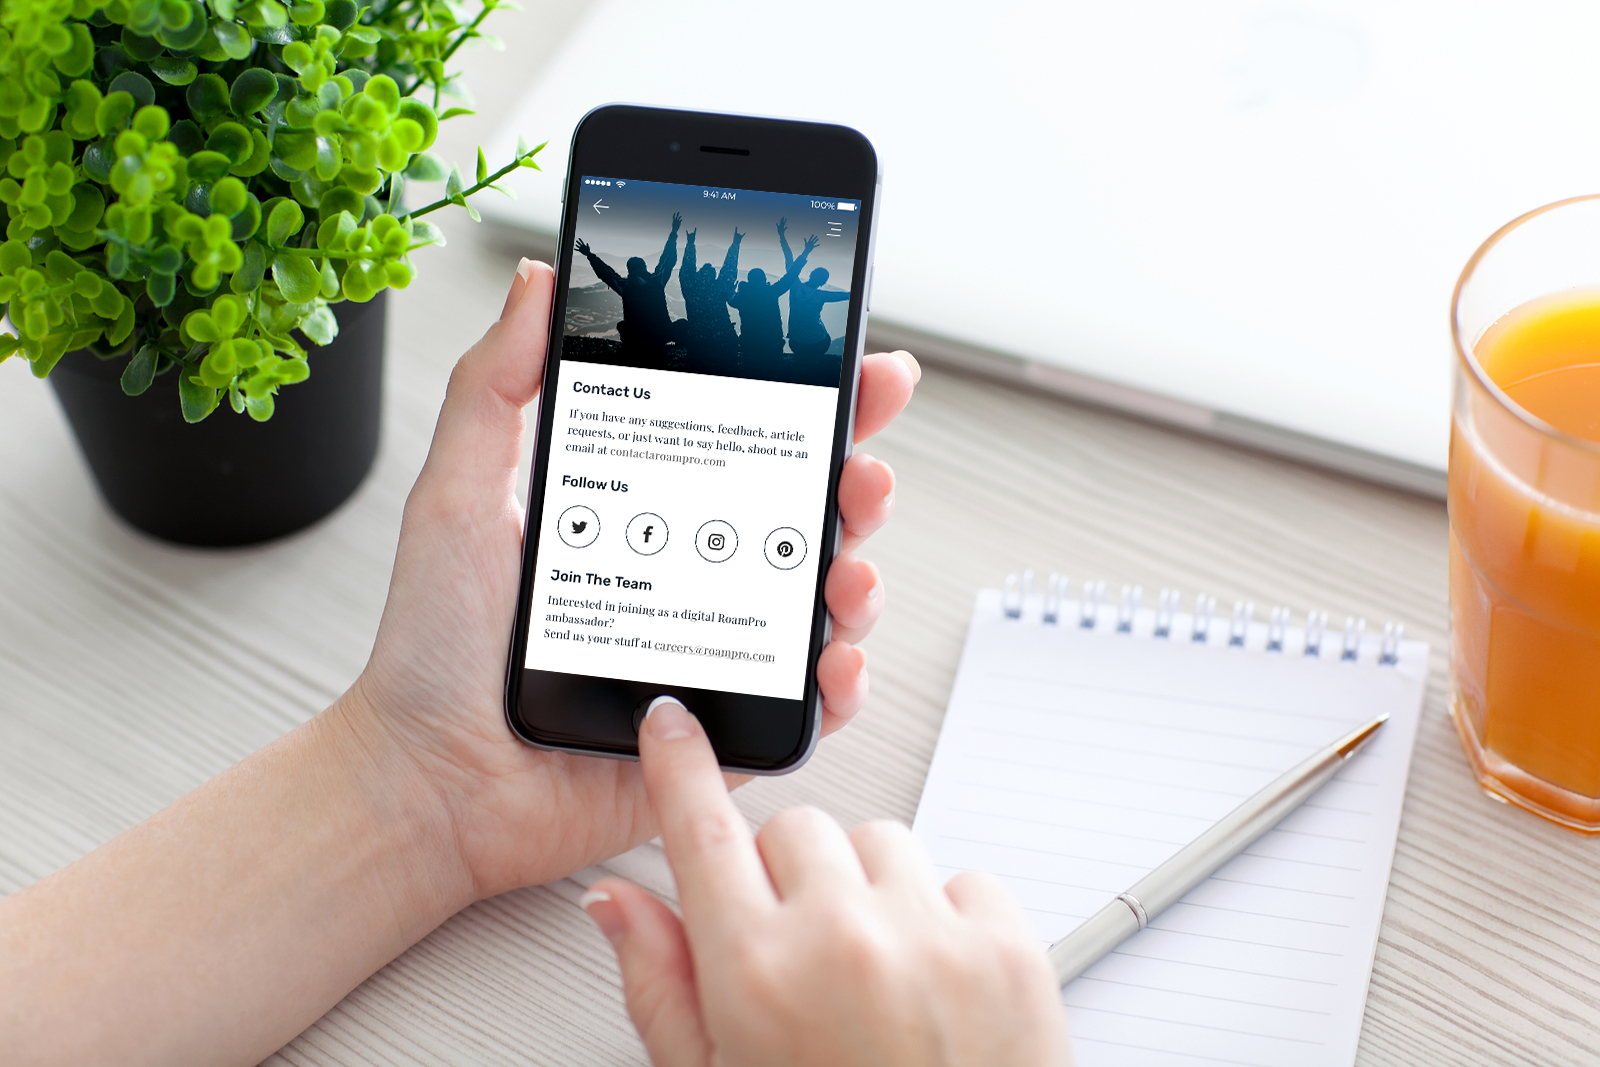 9:41 AM
100%
Contact Us
If you have any suggestions, feedback, article
requests, or just want to say hello, shoot us an
email at contactaroampro.com
Follow Us
Join The Team
Interested in joining as a digital RoamPro
ambassador?
Send us your stuff at careers@roampro.com